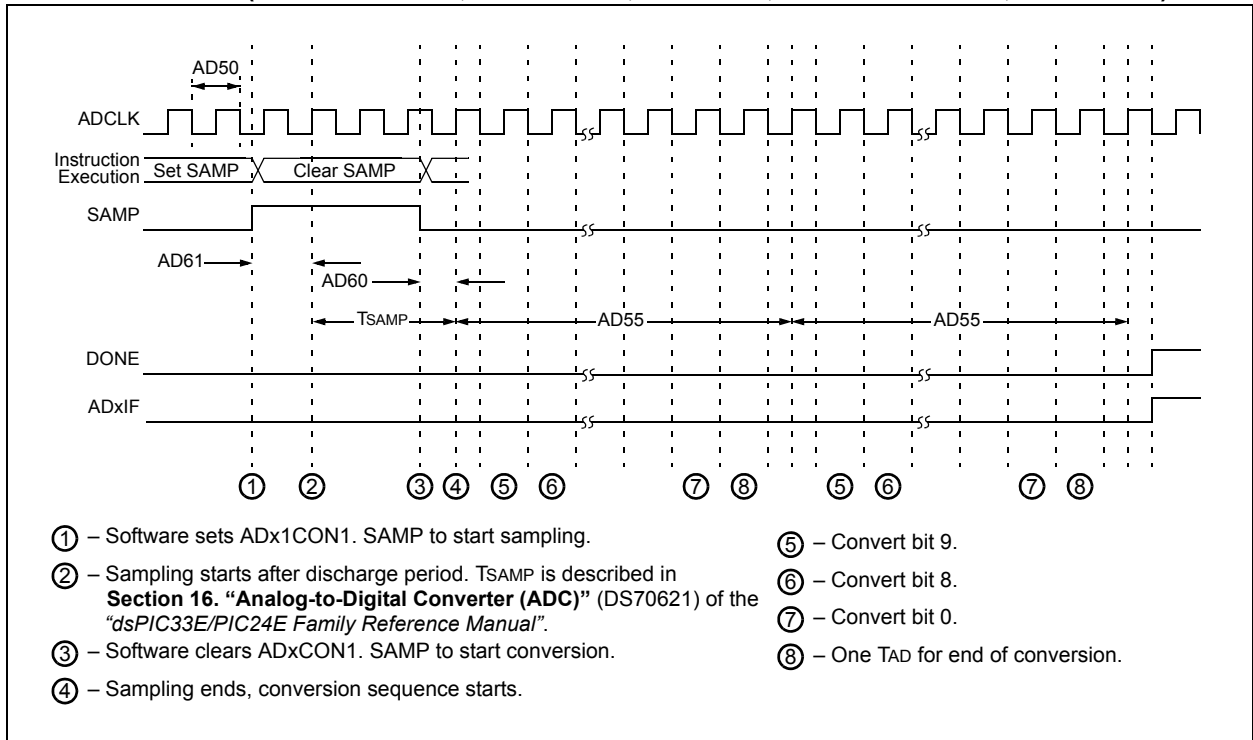 AD50
ADCLK
Instruction
Execution
Set SAMP
Clear SAMP
SAMP
AD61
AD60
TSAMP
AD55
AD55
DONE
ADxIF
1 2 3 4 5 6 7 8 5 6 7 8
1 – Software sets ADx1CON1. SAMP to start sampling.
2 – Sampling starts after discharge period. TSAMP is described in
Section 16. “Analog-to-Digital Converter (ADC)” (DS70621) of the
“dsPIC33E/PIC24E Family Reference Manual”.
3 – Software clears ADxCON1. SAMP to start conversion.
4 – Sampling ends, conversion sequence starts.
5 – Convert bit 9.
6 – Convert bit 8.
7 – Convert bit 0.
8 – One TAD for end of conversion.